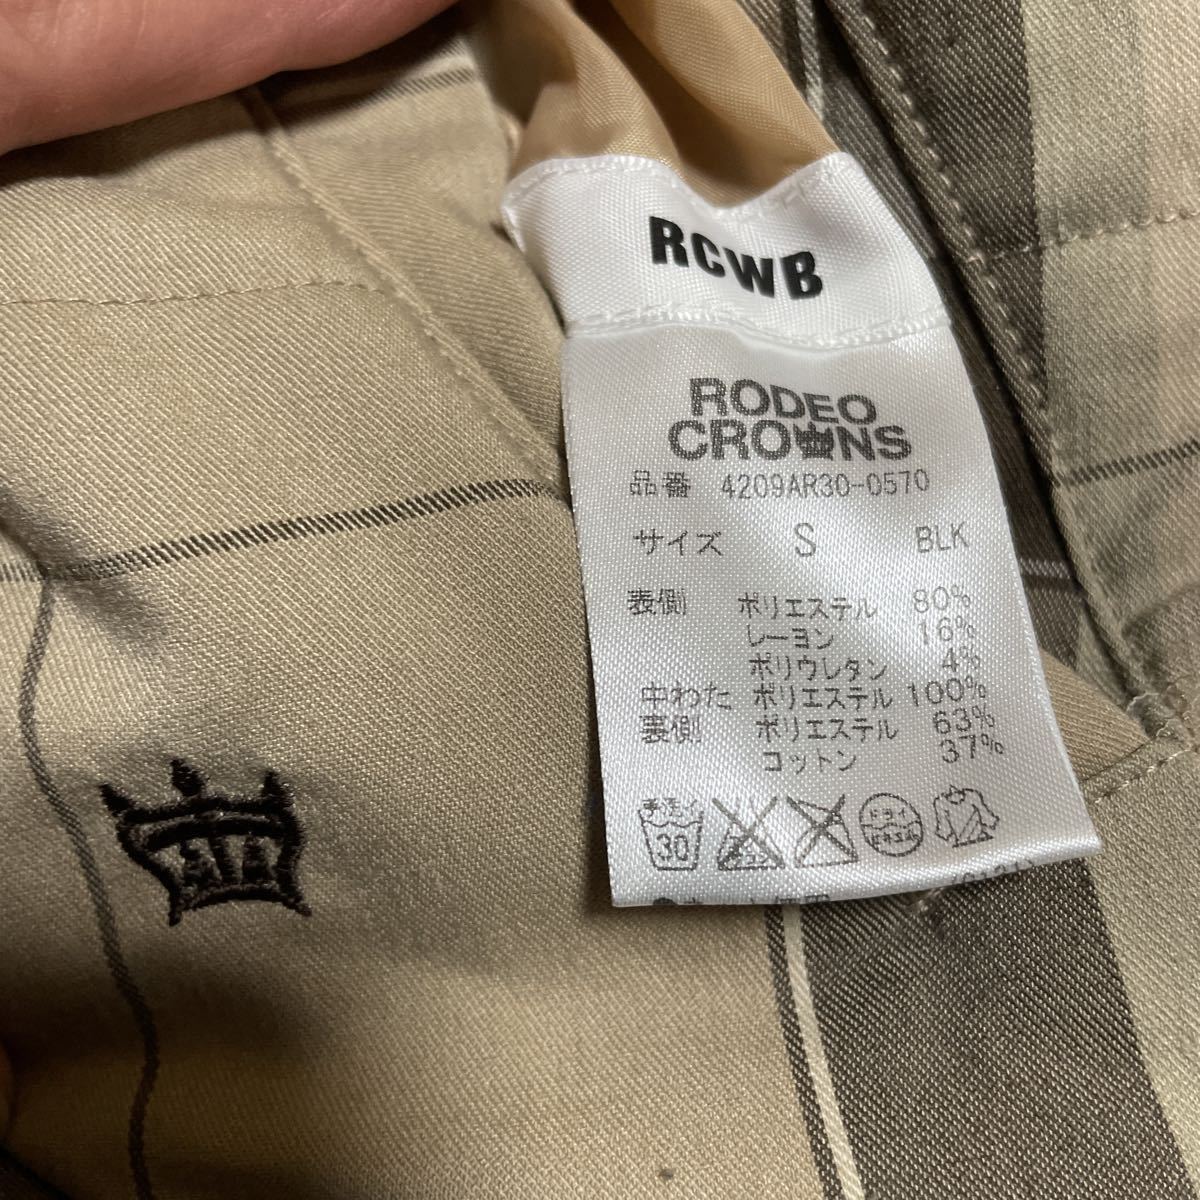 RCWB
RODEO
CROWNS
品番 4209AR30-0570
サイズ S BLK
表側 ポリエステル 80%
レーヨン 16%
ポリウレタン 4%
中わた ポリエステル 100%
裏側 ポリエステル 63%
コットン 37%
30
ドライ